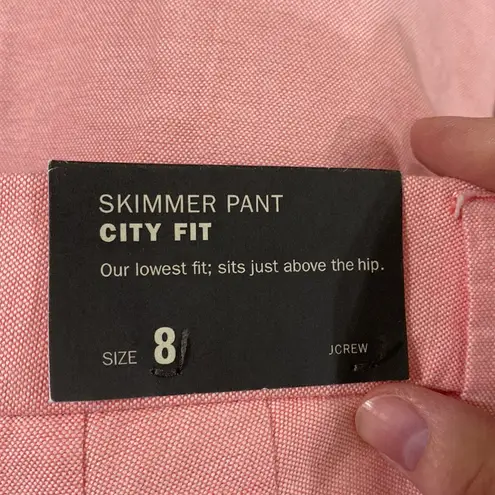 SKIMMER PANT
CITY FIT
Our lowest fit; sits just above the hip.
SIZE 8
JCREW